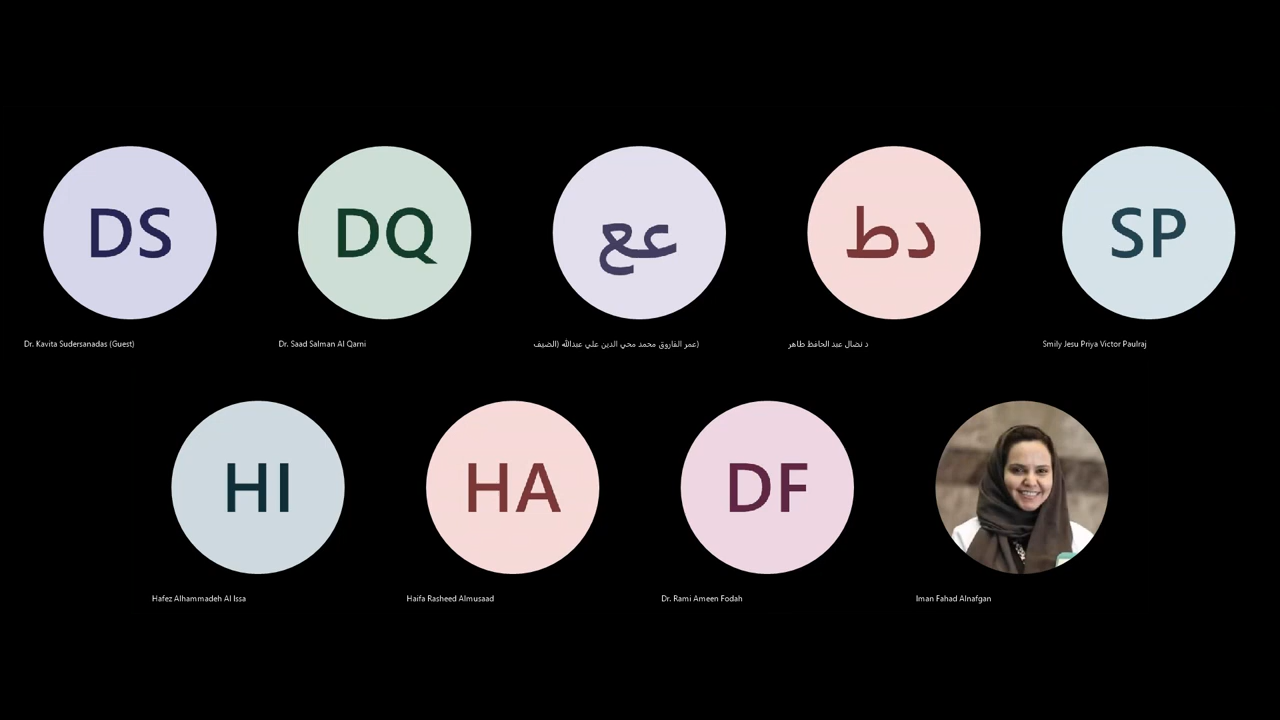 DS
DQ
عع
دط
SP
Dr. Kavita Sudersanadas (Guest)
Dr. Saad Salman Al Qarni
عمر الفاروق محمد محي الدين علي عبدالله (الضيف)
د نضال عبد الحافظ طاهر
Smily Jesu Priya Victor Paulraj
HI
HA
DF
Hafez Alhammadeh Al Issa
Haifa Rasheed Almusaad
Dr. Rami Ameen Fodah
Iman Fahad Alnafgan